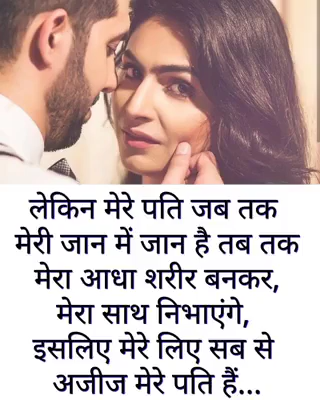 लेकिन मेरे पति जब तक
मेरी जान में जान है तब तक
मेरा आधा शरीर बनकर,
मेरा साथ निभाएंगे,
इसलिए मेरे लिए सब से
अजीज मेरे पति हैं...